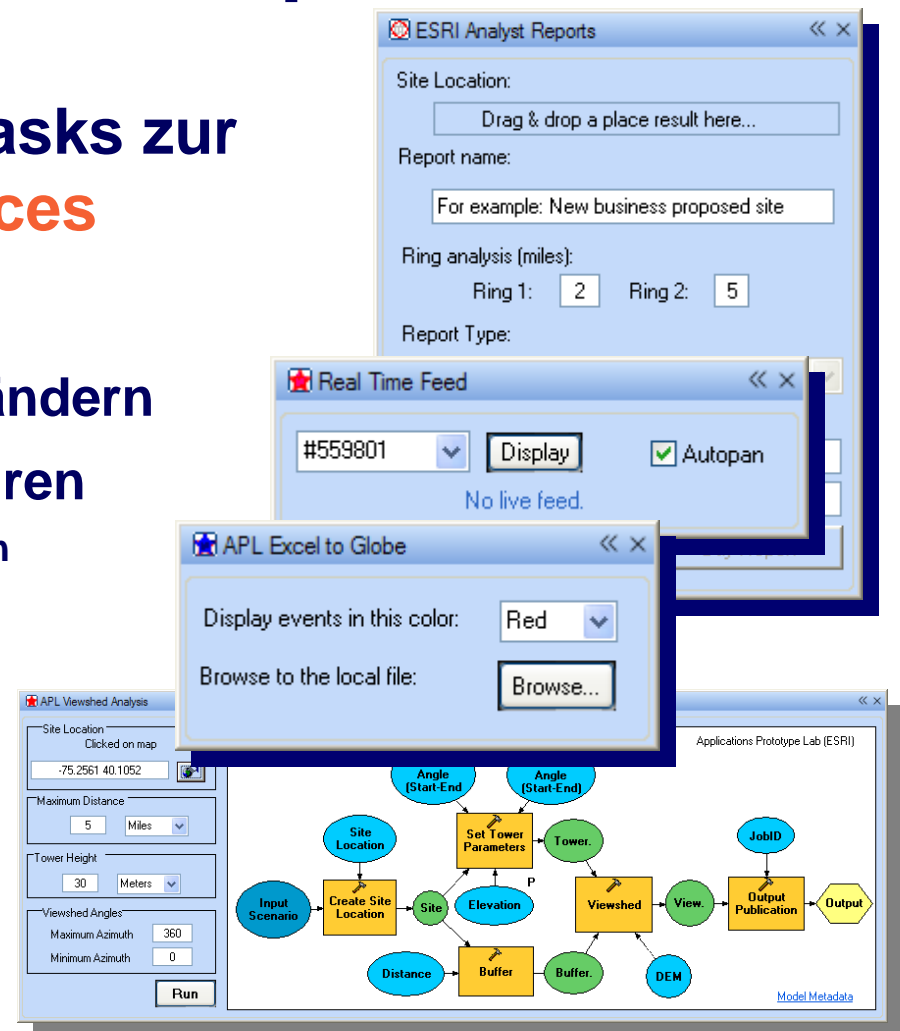 asks zur
ces
ändern
ren
n
ESRI Analyst Reports
Site Location:
Drag & drop a place result here...
Report name:
For example: New business proposed site
Ring analysis (miles):
Ring 1: 2 Ring 2: 5
Report Type:
Real Time Feed
#559801 Display Autopan
No live feed.
APL Excel to Globe
Display events in this color: Red
Browse to the local file: Browse...
APL Viewshed Analysis
Site Location
Clicked on map
-75.2561 40.1052
Maximum Distance
5 Miles
Tower Height
30 Meters
Viewshed Angles
Maximum Azimuth 360
Minimum Azimuth 0
Run
Applications Prototype Lab (ESRI)
Angle
(Start-End
Angle
(Start-End)
Site
Location
Set Tower
Parameters
Tower.
JobID
Input
Scenario
Create Site
Location
Site
Elevation
P
Viewshed
View.
Output
Publication
Output
Distance
Buffer
Buffer.
DEM
Model Metadata